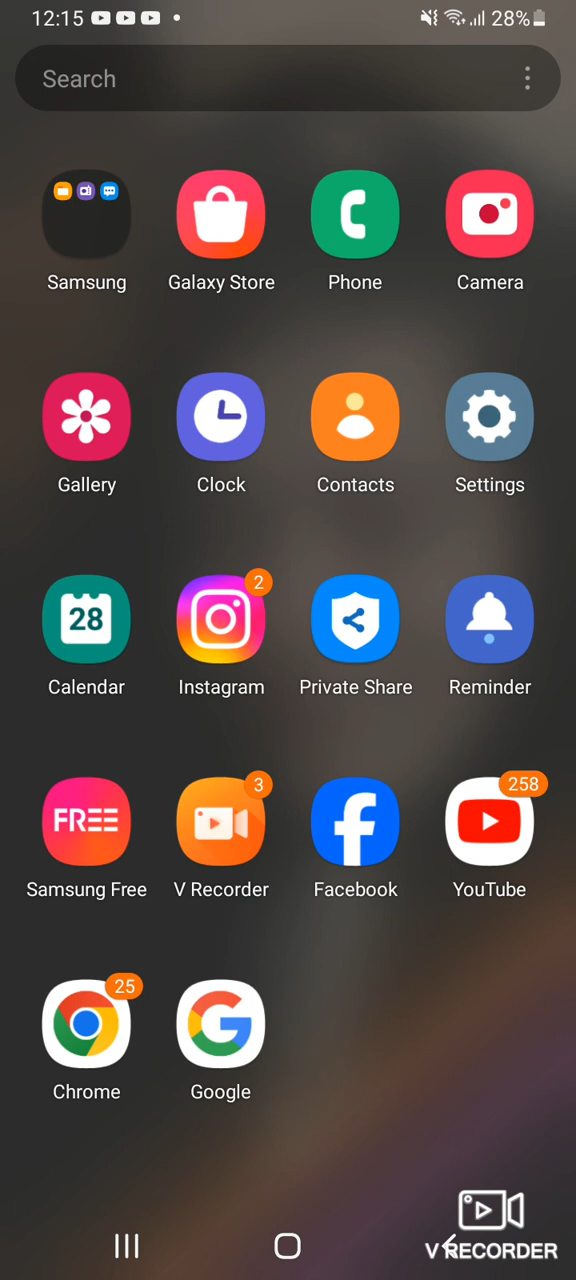 12:15 28%
Search
Samsung Galaxy Store Phone Camera
Gallery Clock Contacts Settings
2
28
Calendar Instagram Private Share Reminder
3 258
FREE
Samsung Free V Recorder Facebook YouTube
25
Chrome Google
V RECORDER